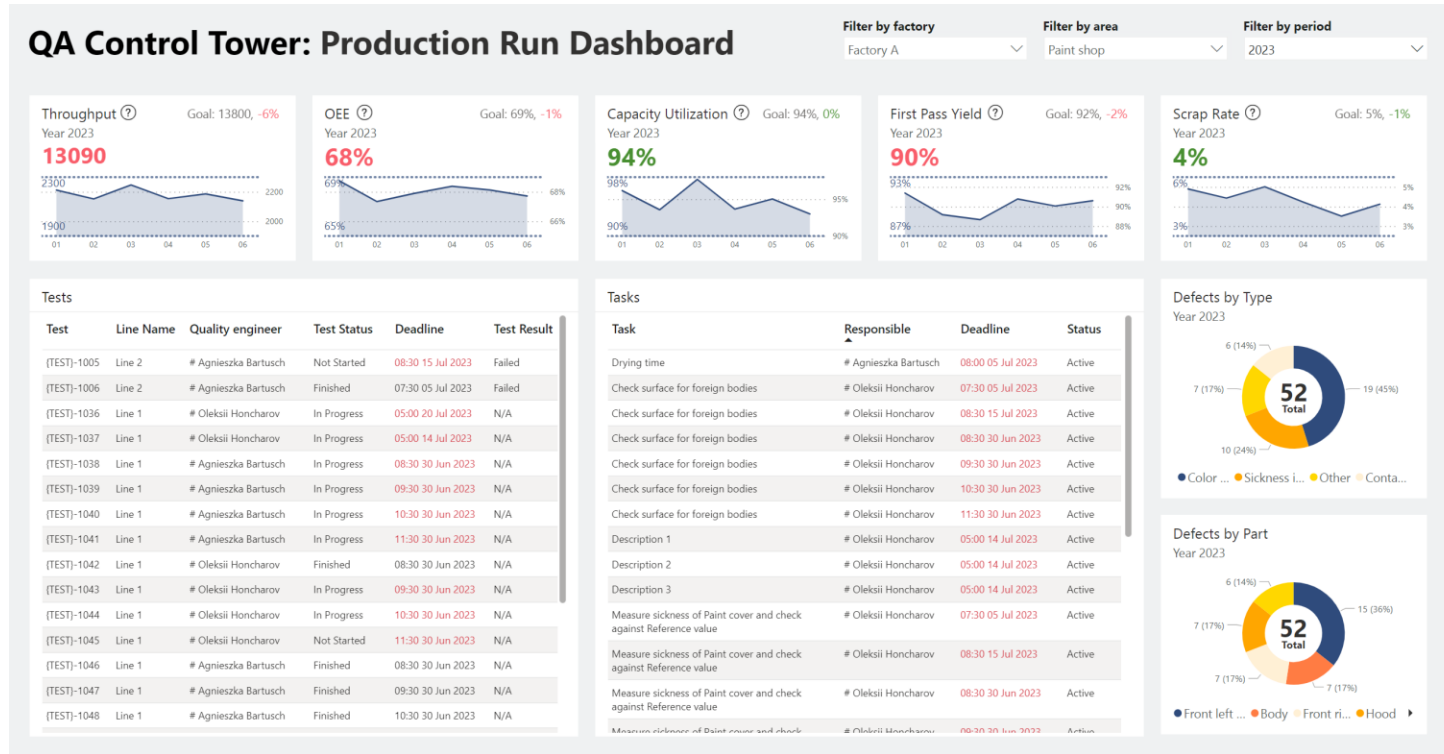 QA Control Tower: Production Run Dashboard
Filter by factory
Factory A
Filter by area
Paint shop
Filter by period
2023
Throughput ?
Goal: 13800, -6%
Year 2023
13090
2300
1900
2200
2000
01 02 03 04 05 06
OEE ?
Goal: 69%, -1%
Year 2023
68%
69%
65%
68%
66%
01 02 03 04 05 06
Capacity Utilization ?
Goal: 94%, 0%
Year 2023
94%
98%
90%
95%
90%
01 02 03 04 05 06
First Pass Yield ?
Goal: 92%, -2%
Year 2023
90%
93%
87%
92%
90%
88%
01 02 03 04 05 06
Scrap Rate ?
Goal: 5%, -1%
Year 2023
4%
6%
3%
5%
4%
3%
01 02 03 04 05 06
Tests
Test Line Name Quality engineer Test Status Deadline Test Result
{TEST}-1005 Line 2 # Agnieszka Bartusch Not Started 08:30 15 Jul 2023 Failed
{TEST}-1006 Line 2 # Agnieszka Bartusch Finished 07:30 05 Jul 2023 Failed
{TEST}-1036 Line 1 # Oleksii Honcharov In Progress 05:00 20 Jul 2023 N/A
{TEST}-1037 Line 1 # Oleksii Honcharov In Progress 05:00 14 Jul 2023 N/A
{TEST}-1038 Line 1 # Agnieszka Bartusch In Progress 08:30 30 Jun 2023 N/A
{TEST}-1039 Line 1 # Agnieszka Bartusch In Progress 09:30 30 Jun 2023 N/A
{TEST}-1040 Line 1 # Agnieszka Bartusch In Progress 10:30 30 Jun 2023 N/A
{TEST}-1041 Line 1 # Agnieszka Bartusch In Progress 11:30 30 Jun 2023 N/A
{TEST}-1042 Line 1 # Oleksii Honcharov Finished 08:30 30 Jun 2023 N/A
{TEST}-1043 Line 1 # Oleksii Honcharov In Progress 09:30 30 Jun 2023 N/A
{TEST}-1044 Line 1 # Oleksii Honcharov In Progress 10:30 30 Jun 2023 N/A
{TEST}-1045 Line 1 # Oleksii Honcharov Not Started 11:30 30 Jun 2023 N/A
{TEST}-1046 Line 1 # Agnieszka Bartusch Finished 08:30 30 Jun 2023 N/A
{TEST}-1047 Line 1 # Agnieszka Bartusch Finished 09:30 30 Jun 2023 N/A
{TEST}-1048 Line 1 # Agnieszka Bartusch Finished 10:30 30 Jun 2023 N/A
Tasks
Task Responsible Deadline Status
Drying time # Agnieszka Bartusch 08:00 05 Jul 2023 Active
Check surface for foreign bodies # Oleksii Honcharov 07:30 05 Jul 2023 Active
Check surface for foreign bodies # Oleksii Honcharov 08:30 15 Jul 2023 Active
Check surface for foreign bodies # Oleksii Honcharov 08:30 30 Jun 2023 Active
Check surface for foreign bodies # Oleksii Honcharov 09:30 30 Jun 2023 Active
Check surface for foreign bodies # Oleksii Honcharov 10:30 30 Jun 2023 Active
Check surface for foreign bodies # Oleksii Honcharov 11:30 30 Jun 2023 Active
Description 1 # Oleksii Honcharov 05:00 14 Jul 2023 Active
Description 2 # Oleksii Honcharov 05:00 14 Jul 2023 Active
Description 3 # Oleksii Honcharov 05:00 14 Jul 2023 Active
Measure sickness of Paint cover and check # Oleksii Honcharov 07:30 05 Jul 2023 Active
against Reference value
Measure sickness of Paint cover and check # Oleksii Honcharov 08:30 15 Jul 2023 Active
against Reference value
Measure sickness of Paint cover and check # Oleksii Honcharov 08:30 30 Jun 2023 Active
against Reference value
Measure sickness of Paint cover and check # Oleksii Honcharov 09:30 30 Jun 2023 Active
Defects by Type
Year 2023
6 (14%)
7 (17%)
52
Total
19 (45%)
10 (24%)
Color ... Sickness i... Other Conta...
Defects by Part
Year 2023
6 (14%)
15 (36%)
7 (17%)
52
Total
7 (17%)
7 (17%)
Front left ... Body Front ri... Hood